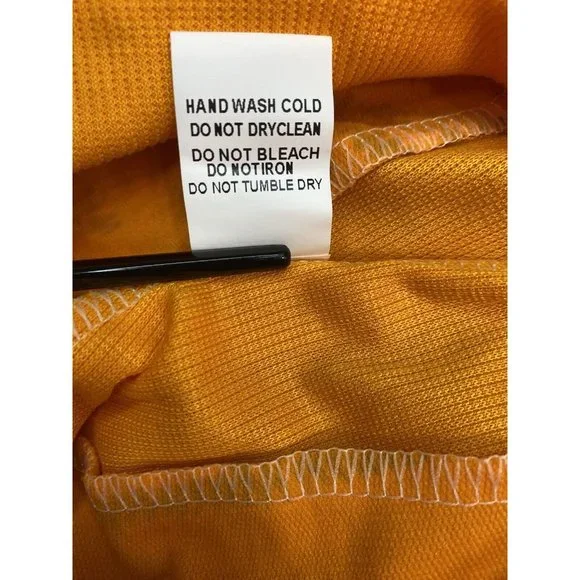 HAND WASH COLD
DO NOT DRYCLEAN
DO NOT BLEACH
DO NOTIRON
DO NOT TUMBLE DRY